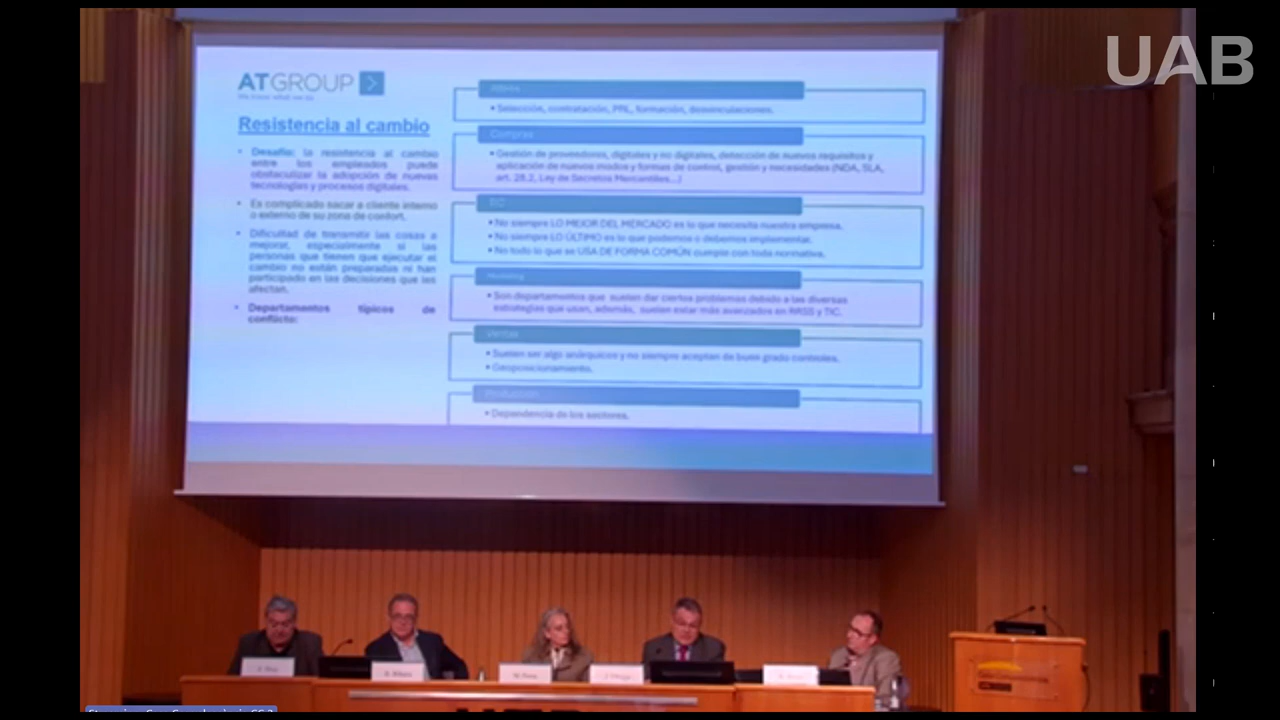 UAB
ATGROUP
We know what we do
Resistencia al cambio
• Desafío: la resistencia al cambio
entre los empleados puede
obstaculizar la adopción de nuevas
tecnologías y procesos digitales.
• Es complicado sacar a cliente interno
o externo de su zona de confort.
• Dificultad de transmitir las cosas a
mejorar, especialmente si las
personas que tienen que ejecutar el
cambio no están preparados ni han
participado en las decisiones que les
afectan.
• Departamentos típicos de
conflicto:
RRHH
• Selección, contratación, PRL, formación, desvinculaciones.
Compras
• Gestión de proveedores, digitales y no digitales, detección de nuevos requisitos y
aplicación de nuevos modos y formas de control, gestión y necesidades (NDA, SLA,
art. 28.2, Ley de Secretos Mercantiles...)
TIC
• No siempre LO MEJOR DEL MERCADO es lo que necesita nuestra empresa.
• No siempre LO ÚLTIMO es lo que podemos o debemos implementar.
• No todo lo que se USA DE FORMA COMÚN cumple con toda normativa.
Marketing
• Son departamentos que suelen dar ciertos problemas debido a las diversas
estrategias que usan, además, suelen estar más avanzados en RRSS y TIC.
Ventas
• Suelen ser algo anárquicos y no siempre aceptan de buen grado controles.
• Geoposicionamiento.
Producción
• Dependencia de los sectores.